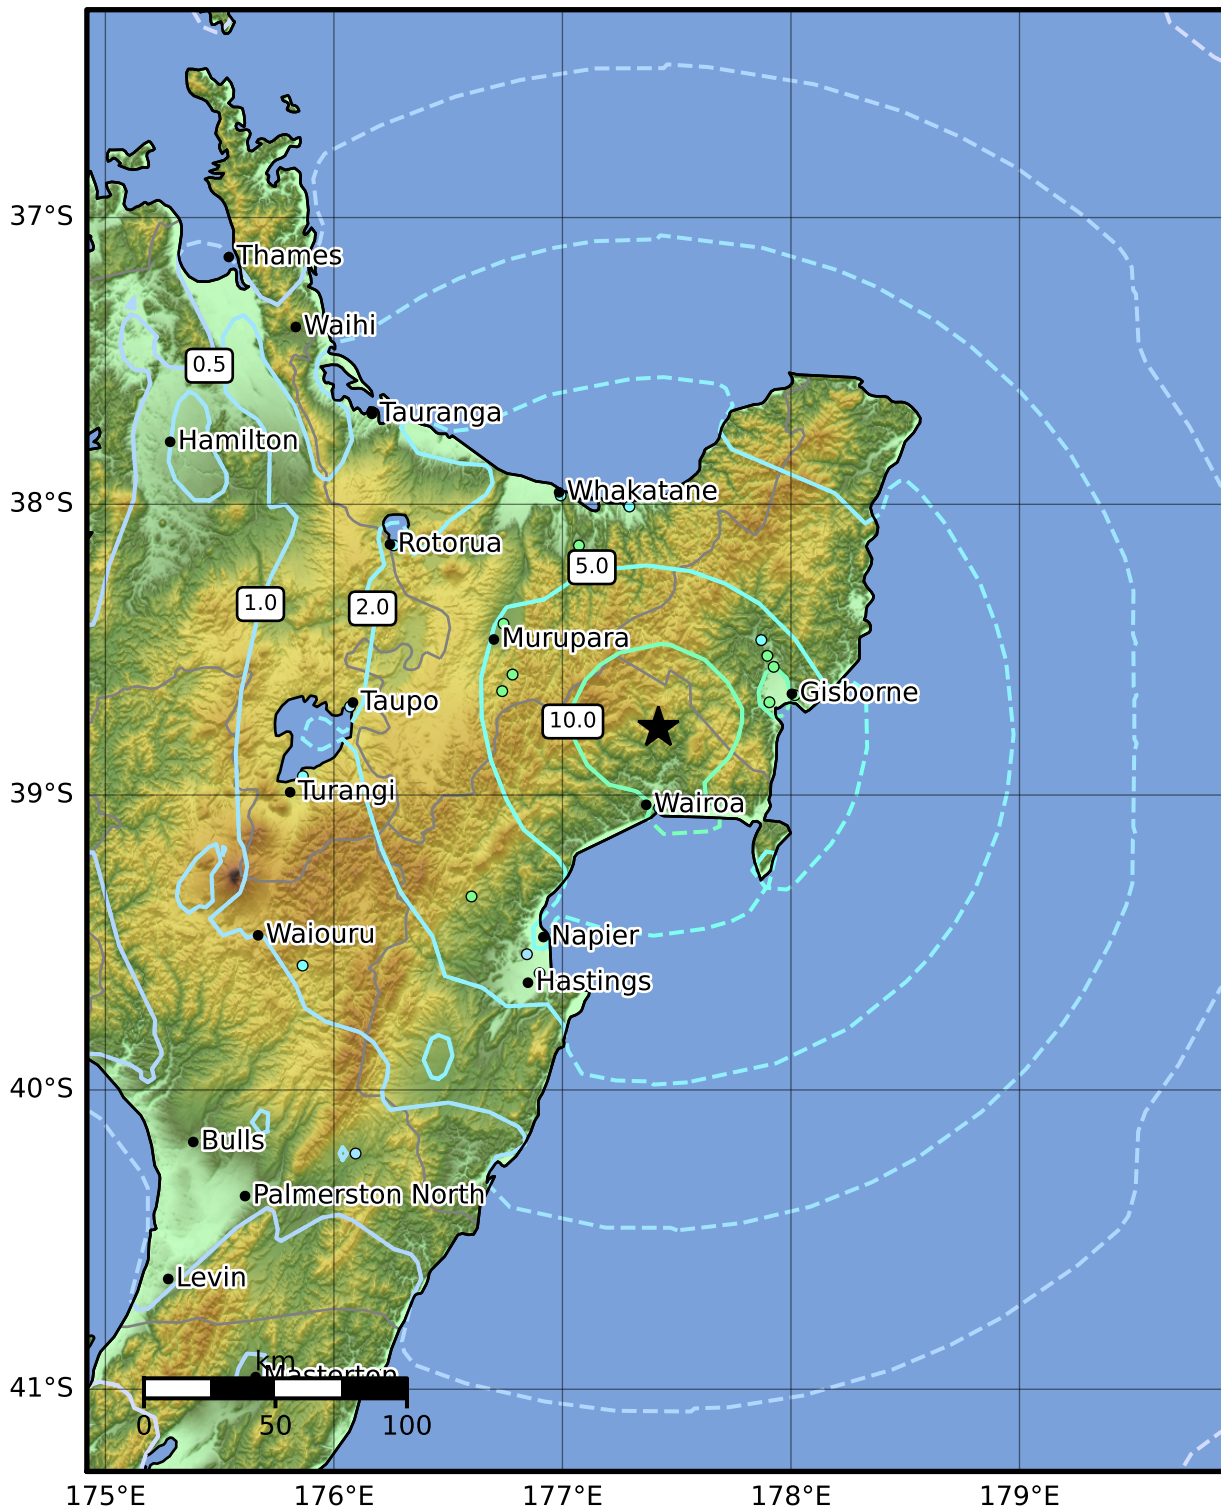 37°S
38°S
39°S
40°S
41°S
Thames
Waihi
0.5
Tauranga
Hamilton
Whakatane
Rotorua
5.0
1.0
2.0
Murupara
Gisborne
Taupo
10.0
Turangi
Wairoa
Waiouru
Napier
Hastings
Bulls
Palmerston North
Levin
km
Masterton
0 50 100
175°E 176°E 177°E 178°E 179°E